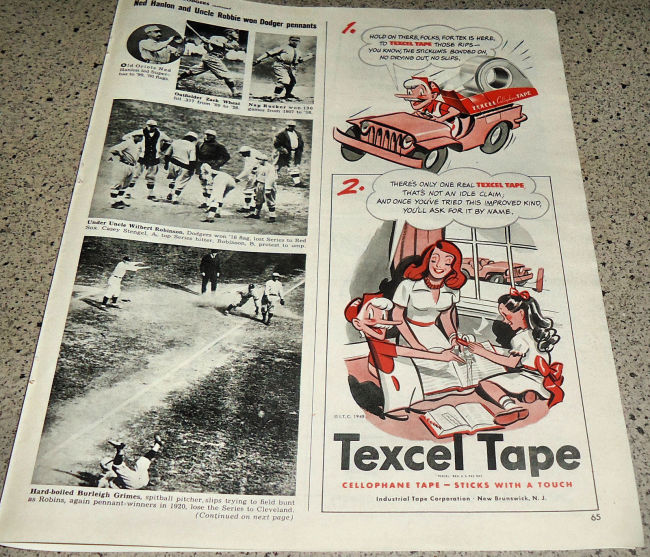 DODGERS continued
Ned Hanlon and Uncle Robbie won Dodger pennants
Old Oriole Ned
Hanlon led Super-
bas to '99, '00 flags.
Outfielder Zack Wheat
hit .317 from '09 to '26.
Nap Rucker won 134
games from 1907 to '16.
Under Uncle Wilbert Robinson, Dodgers won '16 flag, lost Series to Red
Sox. Casey Stengel, A, top Series hitter, Robinson, B, protest to ump.
Hard-boiled Burleigh Grimes, spitball pitcher, slips trying to field bunt
as Robins, again pennant-winners in 1920, lose the Series to Cleveland.
(Continued on next page)
1.
HOLD ON THERE, FOLKS, FOR TEK IS HERE,
TO TEXCEL TAPE THOSE RIPS—
YOU KNOW, THE STICKUM'S BONDED ON,
NO DRYING OUT, NO SLIPS.
TEXCEL Cellophane TAPE
2.
THERE'S ONLY ONE REAL TEXCEL TAPE,
THAT'S NOT AN IDLE CLAIM,
AND ONCE YOU'VE TRIED THIS IMPROVED KIND,
YOU'LL ASK FOR IT BY NAME.
© I.T.C. 1948
Texcel Tape
CELLOPHANE TAPE — STICKS WITH A TOUCH
Industrial Tape Corporation · New Brunswick, N. J.
65